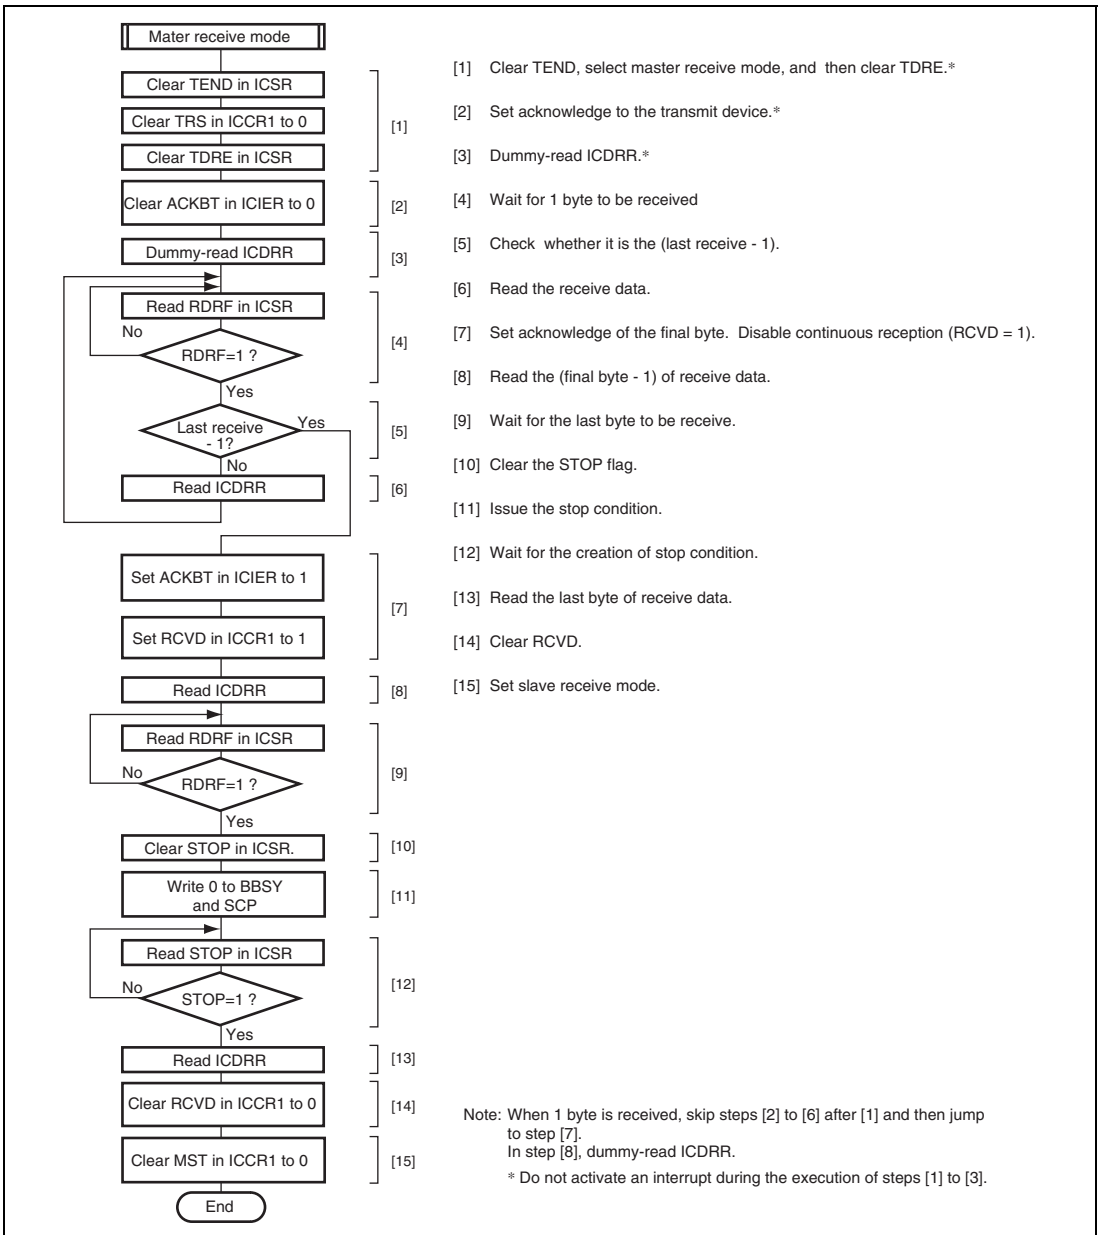 Mater receive mode
Clear TEND in ICSR
Clear TRS in ICCR1 to 0
Clear TDRE in ICSR
[1]
Clear ACKBT in ICIER to 0
[2]
Dummy-read ICDRR
[3]
Read RDRF in ICSR
No
RDRF=1 ?
[4]
Yes
Last receive
- 1?
Yes
[5]
No
Read ICDRR
[6]
Set ACKBT in ICIER to 1
[7]
Set RCVD in ICCR1 to 1
Read ICDRR
[8]
Read RDRF in ICSR
No
RDRF=1 ?
[9]
Yes
Clear STOP in ICSR.
[10]
Write 0 to BBSY
and SCP
[11]
Read STOP in ICSR
No
STOP=1 ?
[12]
Yes
Read ICDRR
[13]
Clear RCVD in ICCR1 to 0
[14]
Clear MST in ICCR1 to 0
[15]
End
[1] Clear TEND, select master receive mode, and then clear TDRE.*
[2] Set acknowledge to the transmit device.*
[3] Dummy-read ICDRR.*
[4] Wait for 1 byte to be received
[5] Check whether it is the (last receive - 1).
[6] Read the receive data.
[7] Set acknowledge of the final byte. Disable continuous reception (RCVD = 1).
[8] Read the (final byte - 1) of receive data.
[9] Wait for the last byte to be receive.
[10] Clear the STOP flag.
[11] Issue the stop condition.
[12] Wait for the creation of stop condition.
[13] Read the last byte of receive data.
[14] Clear RCVD.
[15] Set slave receive mode.
Note: When 1 byte is received, skip steps [2] to [6] after [1] and then jump
to step [7].
In step [8], dummy-read ICDRR.
* Do not activate an interrupt during the execution of steps [1] to [3].